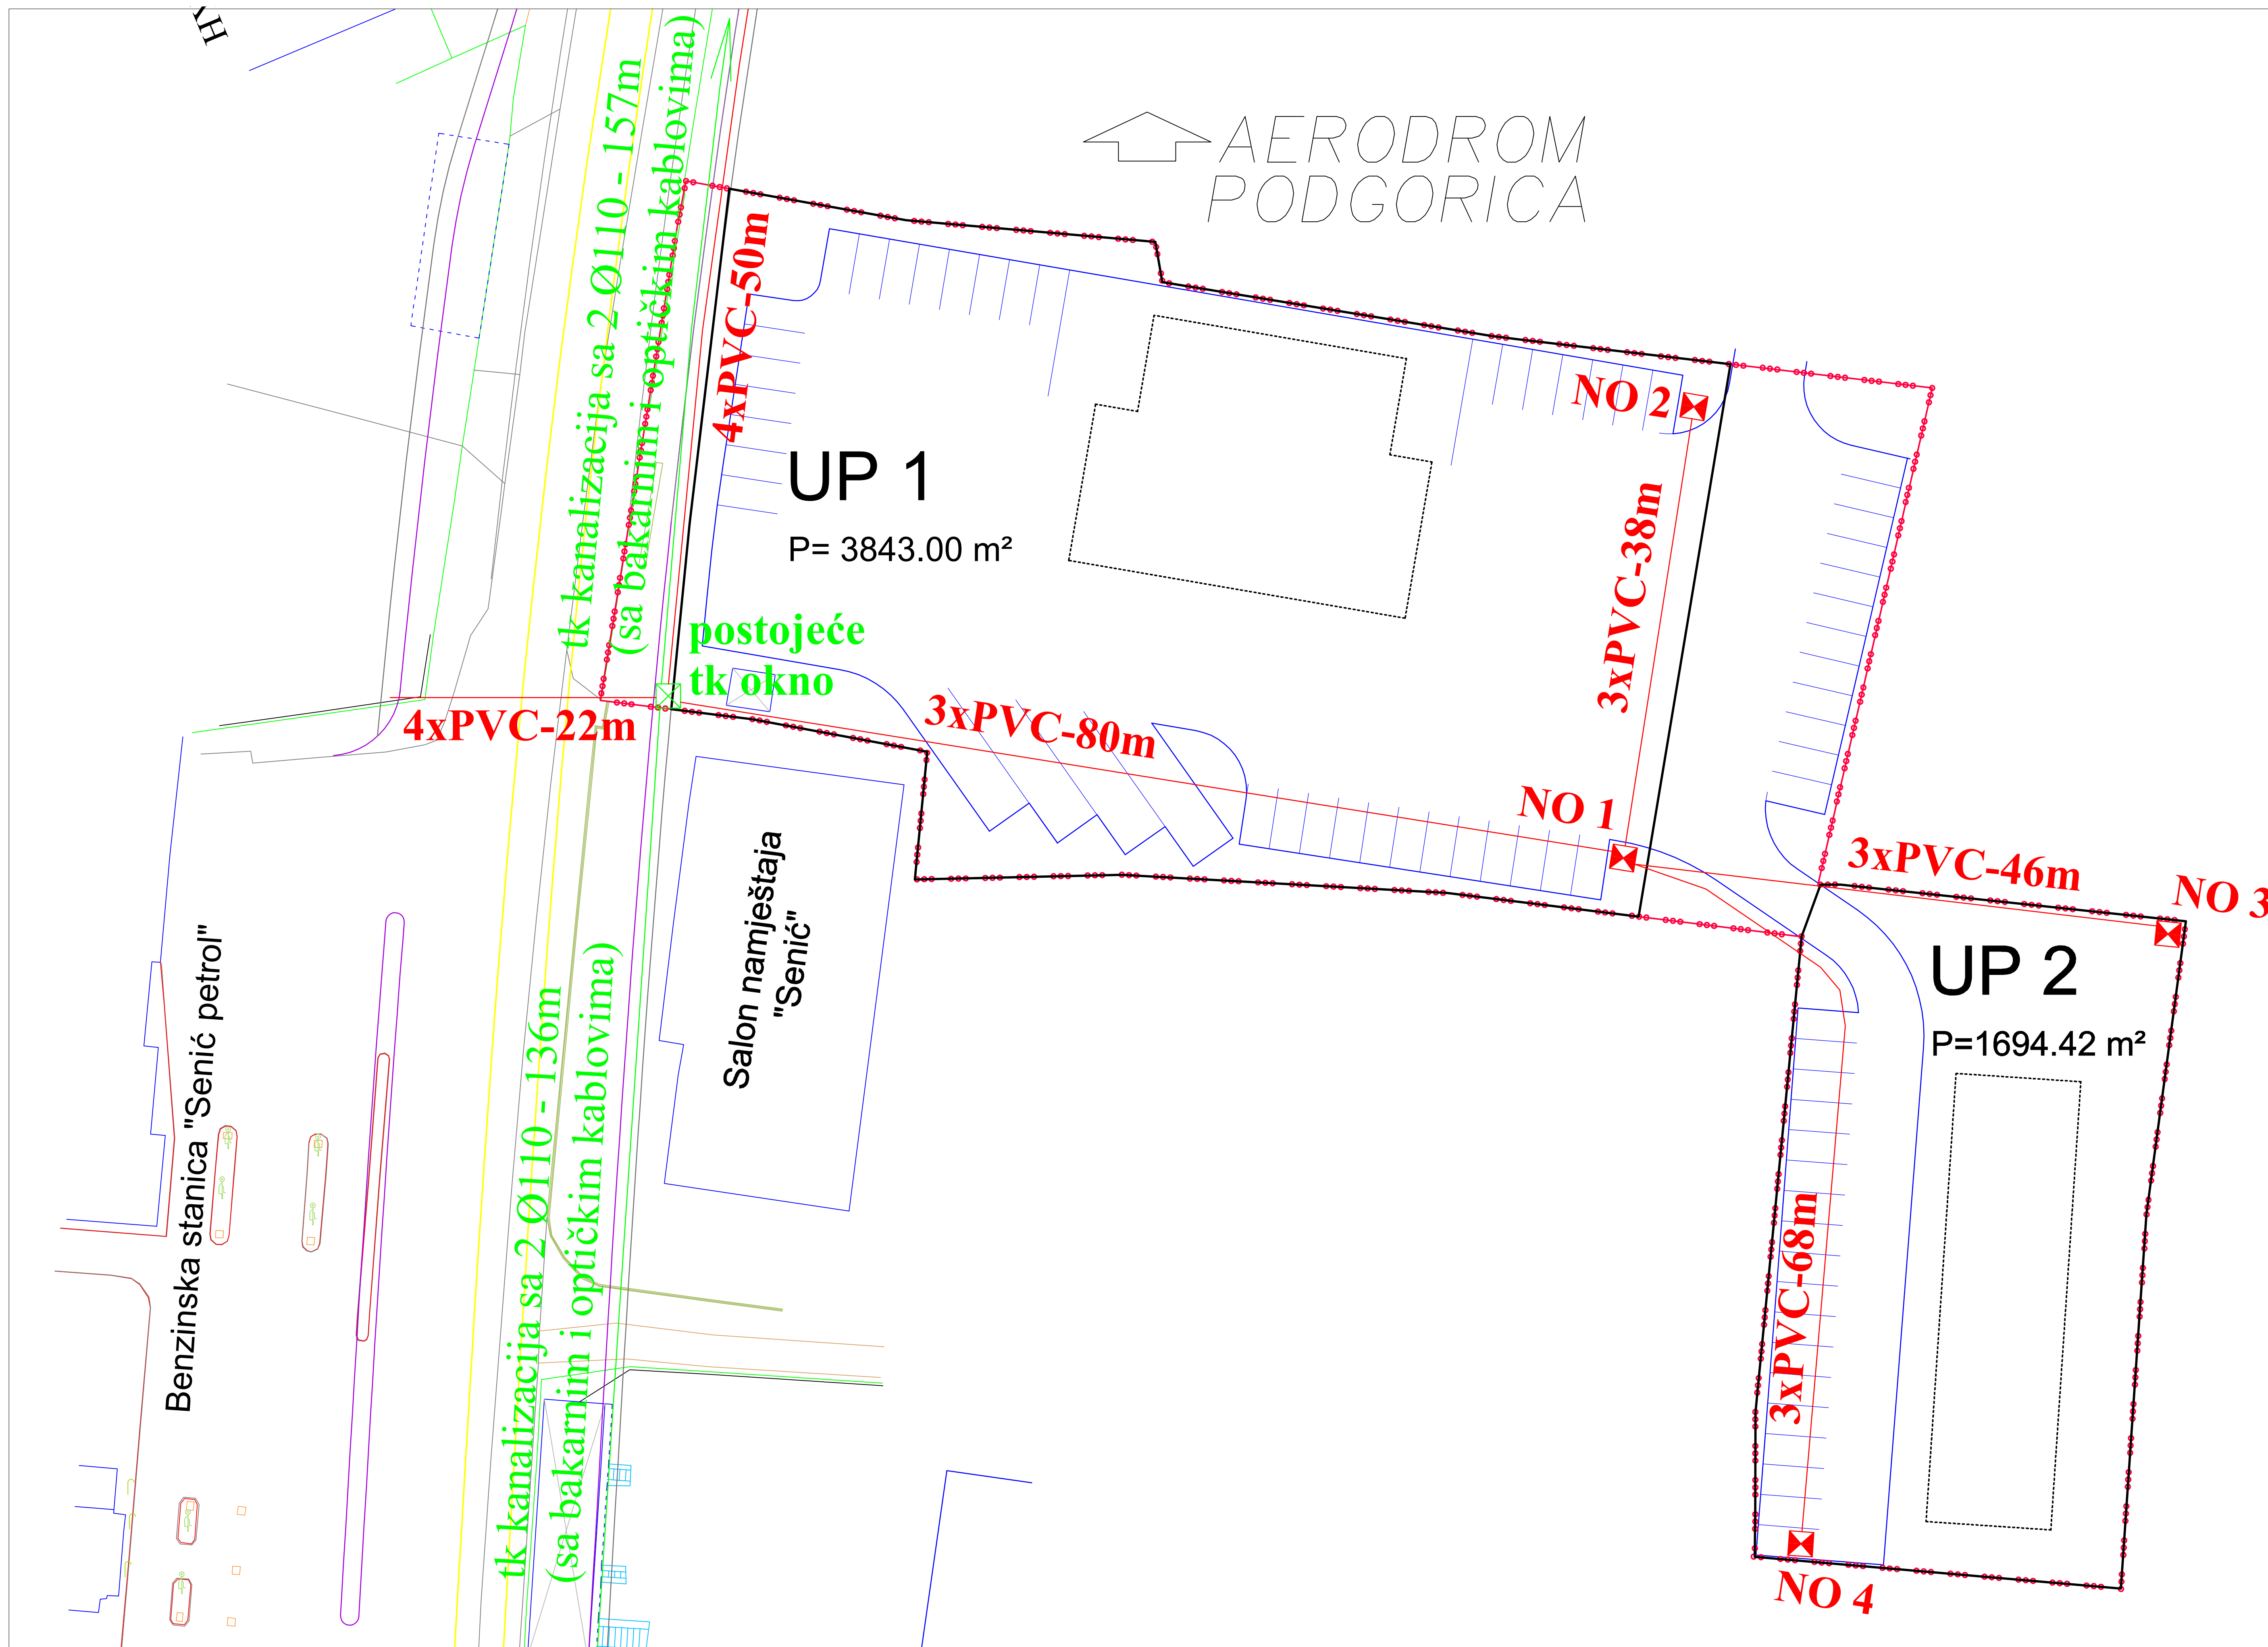 HV
AERODROM
PODGORICA
tk kanalizacija sa 2 Ø110 - 157m
(sa bakarnim i optičkim kablovima)
4xPVC-50m
NO 2
UP 1
P= 3843.00 m²
3xPVC-38m
postojeće
tk okno
4xPVC-22m
3xPVC-80m
NO 1
3xPVC-46m
NO 3
UP 2
P=1694.42 m²
Salon namještaja
"Senić"
Benzinska stanica "Senić petrol"
tk kanalizacija sa 2 Ø110 - 136m
(sa bakarnim i optičkim kablovima)
3xPVC-68m
NO 4